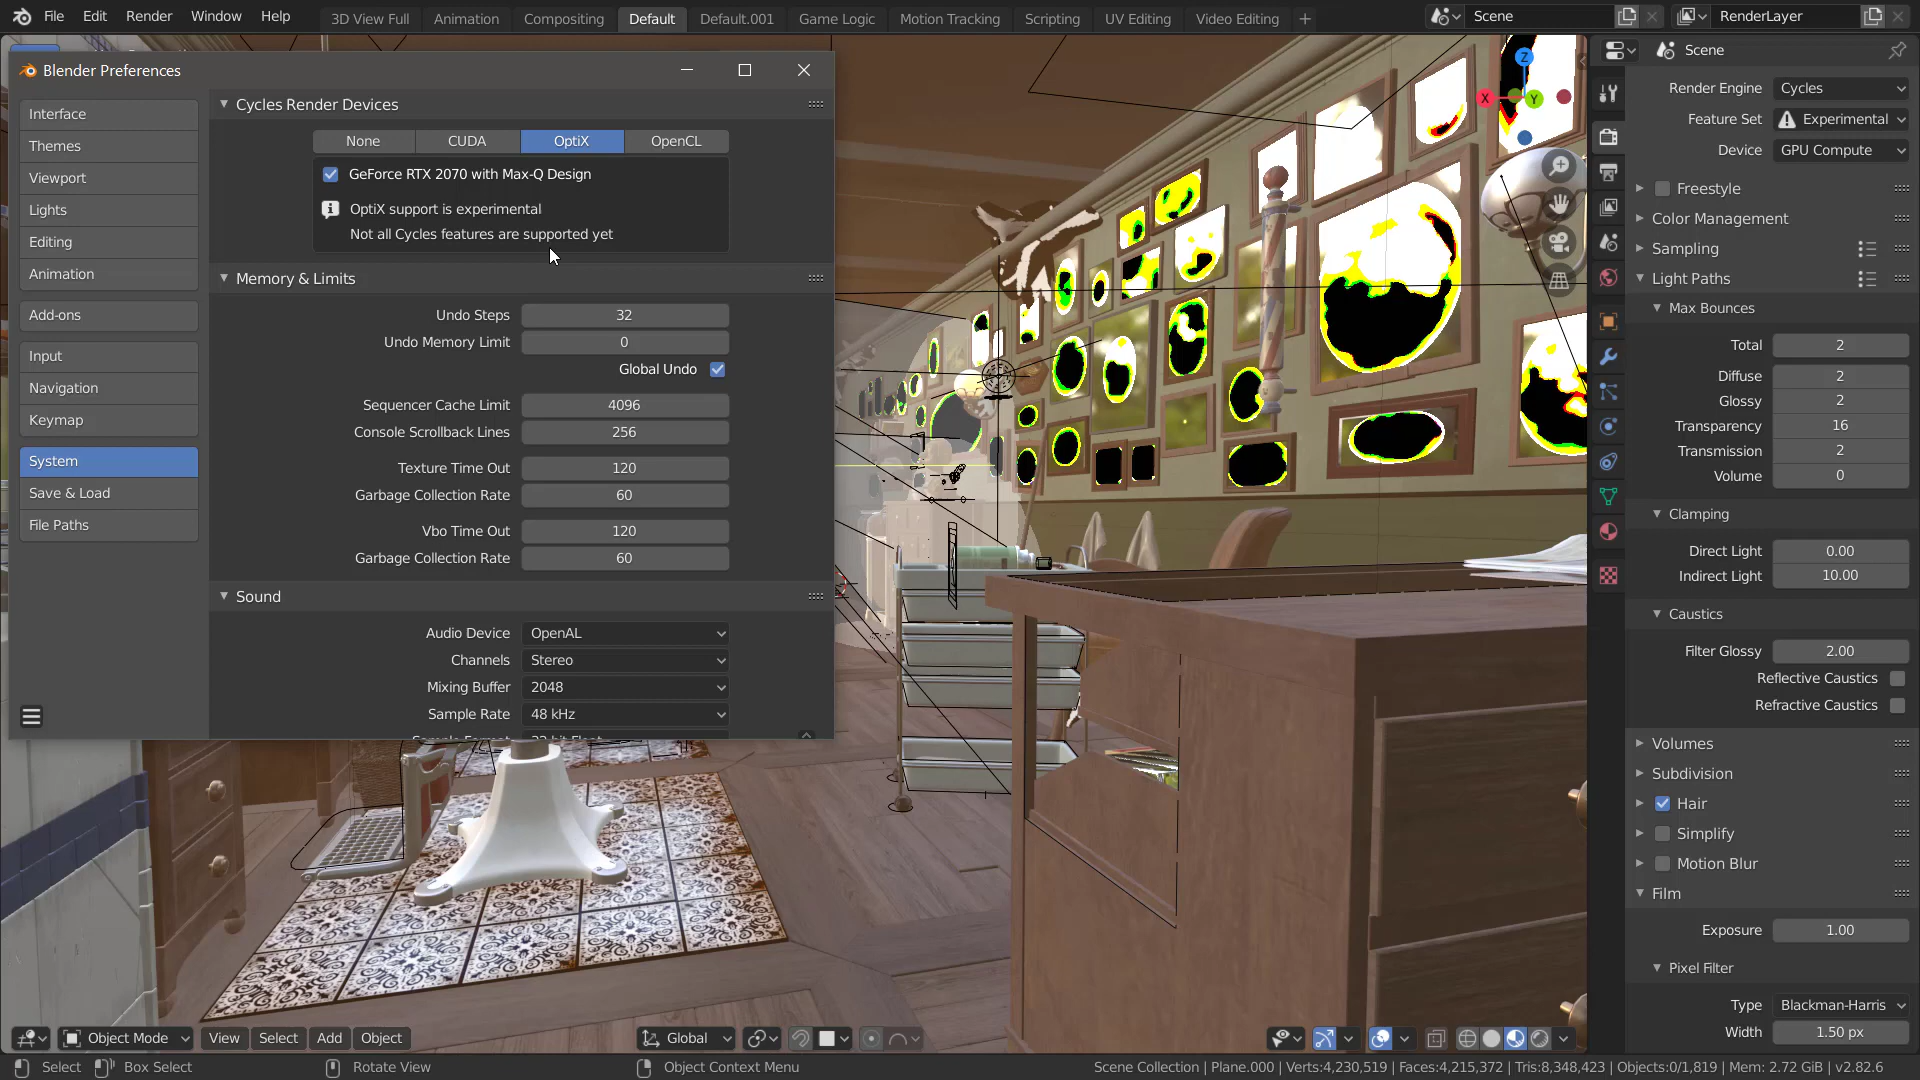 File Edit Render Window Help 3D View Full Animation Compositing Default Default.001 Game Logic Motion Tracking Scripting UV Editing Video Editing + Scene RenderLayer
Blender Preferences
Interface
Themes
Viewport
Lights
Editing
Animation
Add-ons
Input
Navigation
Keymap
System
Save & Load
File Paths
Cycles Render Devices
None CUDA OptiX OpenCL
GeForce RTX 2070 with Max-Q Design
OptiX support is experimental
Not all Cycles features are supported yet
Memory & Limits
Undo Steps 32
Undo Memory Limit 0
Global Undo
Sequencer Cache Limit 4096
Console Scrollback Lines 256
Texture Time Out 120
Garbage Collection Rate 60
Vbo Time Out 120
Garbage Collection Rate 60
Sound
Audio Device OpenAL
Channels Stereo
Mixing Buffer 2048
Sample Rate 48 kHz
Z
X
Y
Scene
Render Engine Cycles
Feature Set Experimental
Device GPU Compute
Freestyle
Color Management
Sampling
Light Paths
Max Bounces
Total 2
Diffuse 2
Glossy 2
Transparency 16
Transmission 2
Volume 0
Clamping
Direct Light 0.00
Indirect Light 10.00
Caustics
Filter Glossy 2.00
Reflective Caustics
Refractive Caustics
Volumes
Subdivision
Hair
Simplify
Motion Blur
Film
Exposure 1.00
Pixel Filter
Type Blackman-Harris
Width 1.50 px
Object Mode View Select Add Object Global
Select Box Select Rotate View Object Context Menu Scene Collection | Plane.000 | Verts:4,230,519 | Faces:4,215,372 | Tris:8,348,423 | Objects:0/1,819 | Mem: 2.72 GiB | v2.82.6